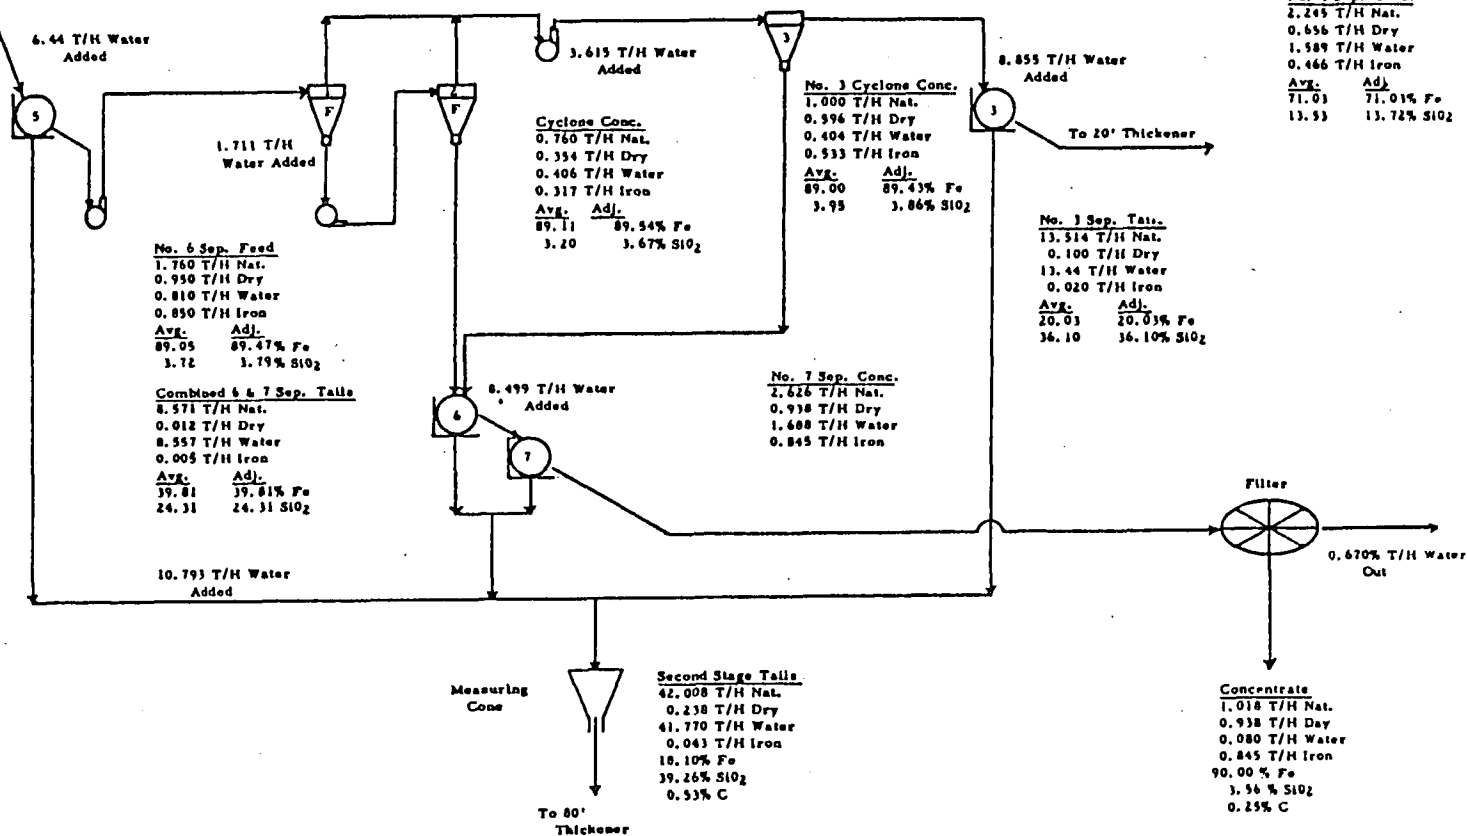 6.44 T/H Water
Added
5
1.711 T/H
Water Added
F
F
3.615 T/H Water
Added
3
8.855 T/H Water
Added
3
To 20' Thickener
2.245 T/H Nat.
0.656 T/H Dry
1.589 T/H Water
0.466 T/H Iron
Avg. Adj.
71.03 71.03% Fe
13.53 13.72% SiO2
Cyclone Conc.
0.760 T/H Nat.
0.354 T/H Dry
0.406 T/H Water
0.317 T/H Iron
Avg. Adj.
89.11 89.54% Fe
3.20 3.67% SiO2
No. 3 Cyclone Conc.
1.000 T/H Nat.
0.596 T/H Dry
0.404 T/H Water
0.533 T/H Iron
Avg. Adj.
89.00 89.43% Fe
3.95 3.86% SiO2
No. 3 Sep. Tails
13.514 T/H Nat.
0.100 T/H Dry
13.44 T/H Water
0.020 T/H Iron
Avg. Adj.
20.03 20.03% Fe
36.10 36.10% SiO2
No. 6 Sep. Feed
1.760 T/H Nat.
0.950 T/H Dry
0.810 T/H Water
0.850 T/H Iron
Avg. Adj.
89.05 89.47% Fe
3.72 3.79% SiO2
Combined 6 & 7 Sep. Tails
8.571 T/H Nat.
0.012 T/H Dry
8.557 T/H Water
0.005 T/H Iron
Avg. Adj.
39.81 39.81% Fe
24.31 24.31 SiO2
8.499 T/H Water
Added
6
7
No. 7 Sep. Conc.
2.626 T/H Nat.
0.938 T/H Dry
1.688 T/H Water
0.845 T/H Iron
Filter
0.670% T/H Water
Out
10.793 T/H Water
Added
Measuring
Cone
Second Stage Tails
42.008 T/H Nat.
0.238 T/H Dry
41.770 T/H Water
0.043 T/H Iron
18.10% Fe
39.26% SiO2
0.53% C
To 80'
Thickener
Concentrate
1.018 T/H Nat.
0.938 T/H Day
0.080 T/H Water
0.845 T/H Iron
90.00 % Fe
3.56 % SiO2
0.25% C